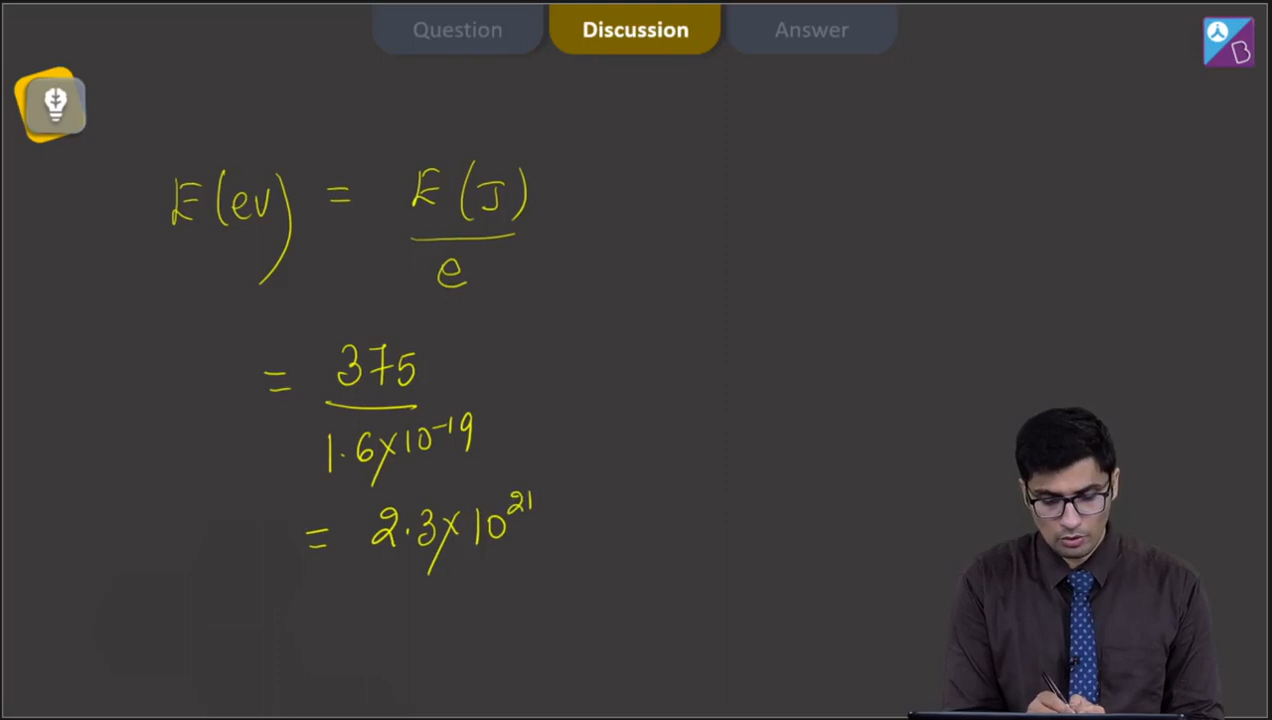 Question Discussion Answer
B
E(ev) = E(J)
e
= 375
1.6×10⁻¹⁹
= 2.3×10²¹